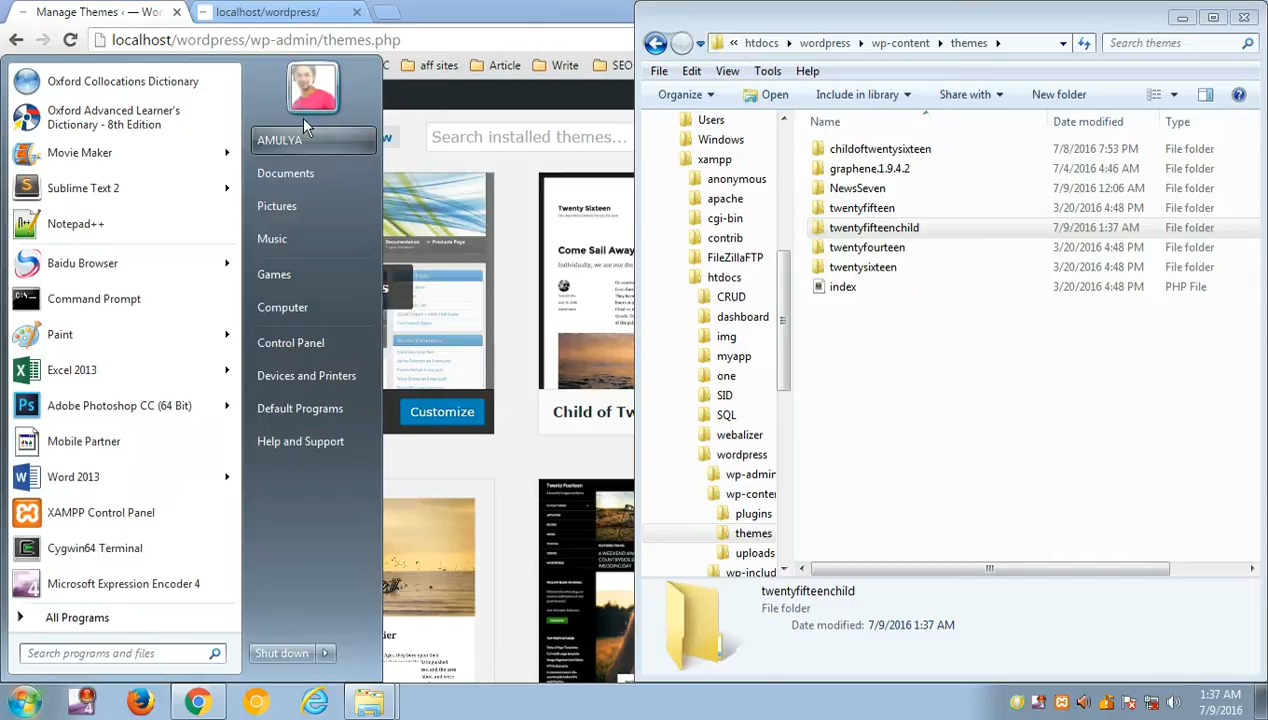 Manage Themes — Wor
localhost/wordpress/
localhost/wordpress/wp-admin/themes.php
aff sites
Article
Write
SEO
Search installed themes...
Customize
Twenty Sixteen
Come Sail Away
Child of Tw
Twenty Fourteen
Oxford Collocations Dictionary
Oxford Advanced Learner's
Dictionary - 8th Edition
Movie Maker
Sublime Text 2
Notepad++
Baidu Browser
Command Prompt
Paint
Excel 2013
Adobe Photoshop CC (64 Bit)
Mobile Partner
Word 2013
XAMPP Control Panel
Cygwin64 Terminal
Microsoft Expression Encoder 4
All Programs
Search programs and files
AMULYA
Documents
Pictures
Music
Games
Computer
Control Panel
Devices and Printers
Default Programs
Help and Support
Shut down
« htdocs
wordpress
wp-content
themes
Search themes
File Edit View Tools Help
Organize
Open
Include in library
Share with
New folder
Users
Windows
xampp
anonymous
apache
cgi-bin
contrib
FileZillaFTP
htdocs
CRUD
dashboard
img
myapp
one
SID
SQL
webalizer
wordpress
wp-admin
wp-conter
plugins
themes
uploads
Name Date modified Type
childoftwentysixteen 7/8/2016 7:53 PM File folder
graphene.1.9.4.2 7/4/2016 4:46 AM File folder
NewsSeven 7/9/2016 12:06 AM File folder
twentyfifteen 3/20/2016 4:48 PM File folder
twentyfifteenchild 7/9/2016 1:37 AM File folder
twentyfourteen 3/20/2016 4:48 PM File folder
twentysixteen 3/20/2016 4:48 PM File folder
index 3/20/2016 4:48 PM PHP File
twentyfifteenchild
File folder
Date modified: 7/9/2016 1:37 AM
1:37 AM
7/9/2016